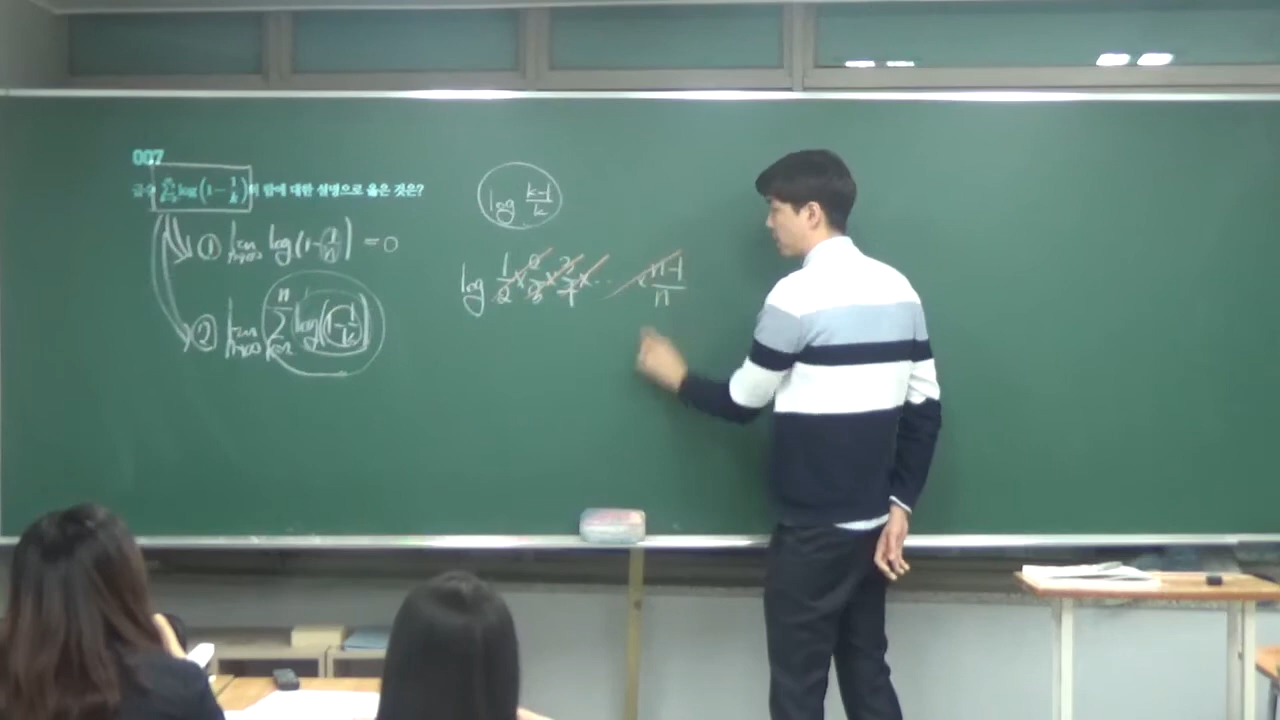 007
급수 ∑ log(1-1/k)의 합에 대한 설명으로 옳은 것은?
① lim n→∞ log(1-1/n) = 0
② lim n→∞ ∑ k=2 n log(1-1/k)
log k-1/k
log 1/2 × 2/3 × 3/4 × ... × n-1/n